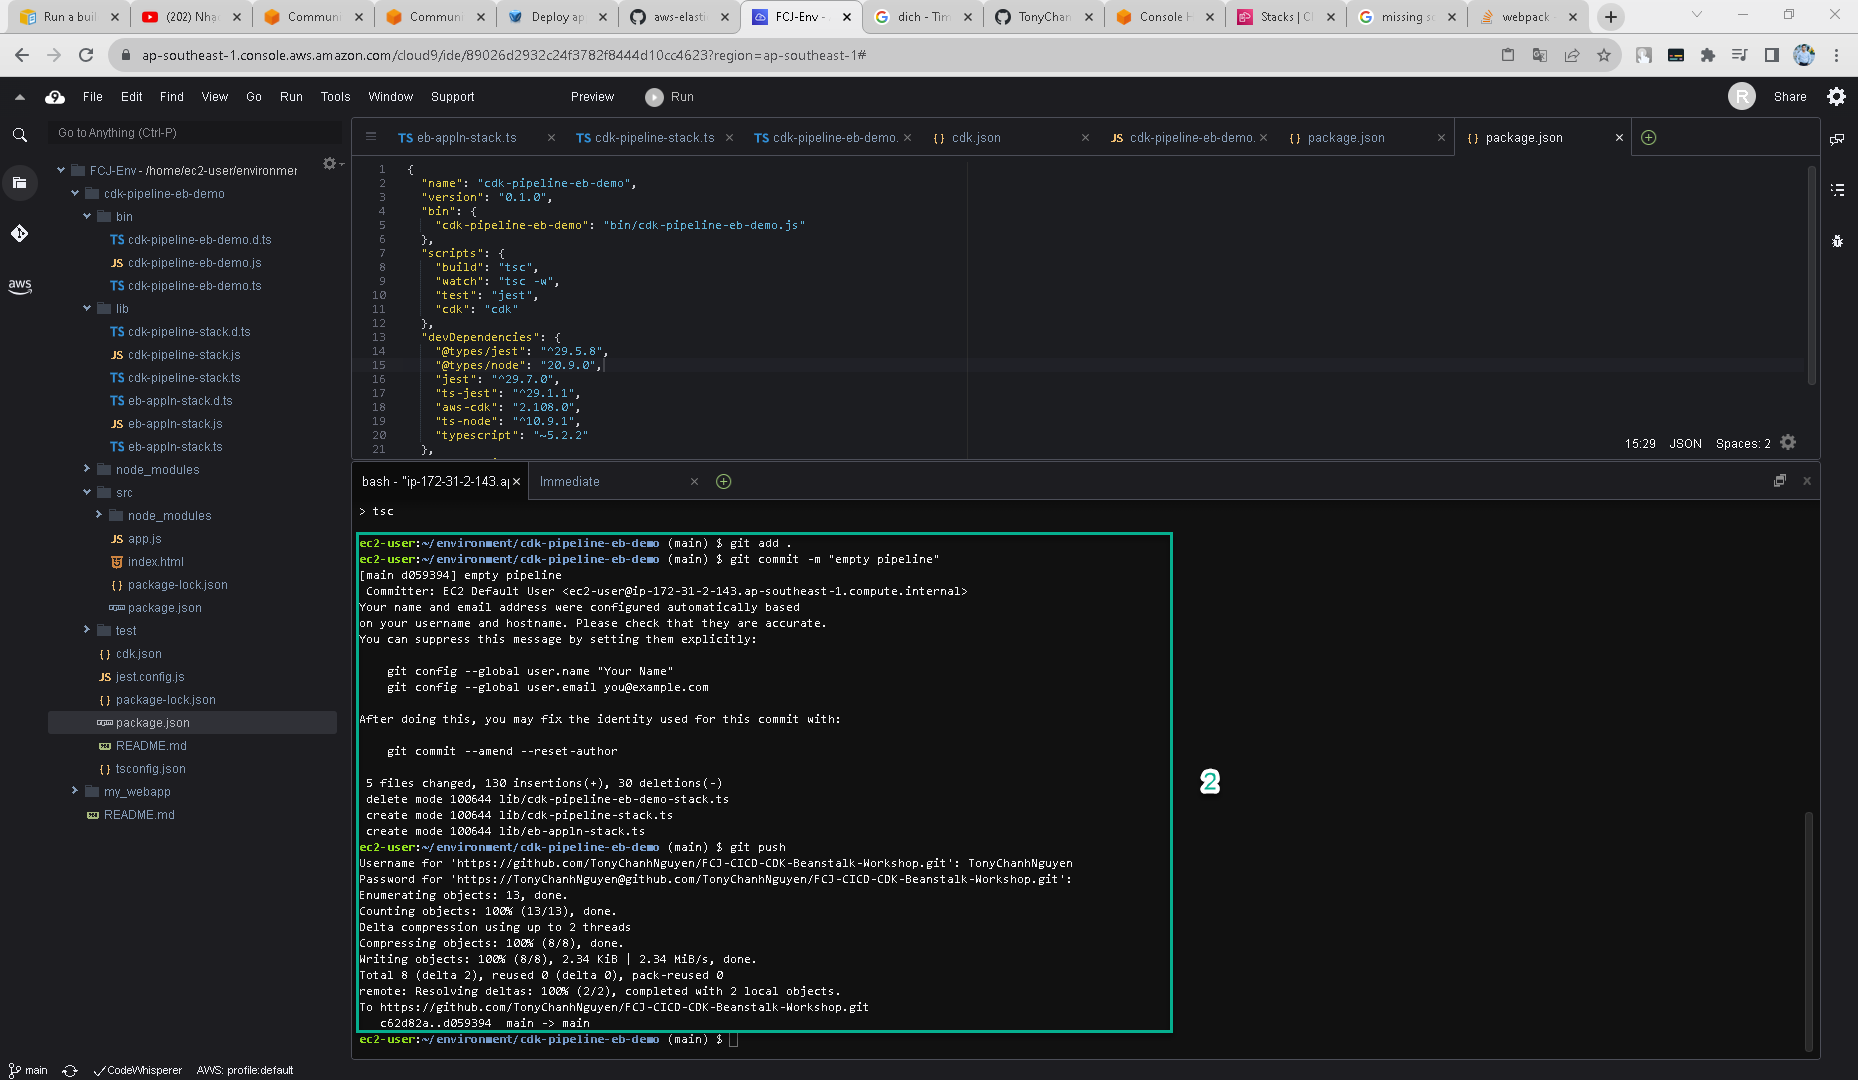 Run a buil
(202) Nhạ
Communi
Communi
Deploy ap
aws-elasti
FCJ-Env -
dich - Tim
TonyChan
Console H
Stacks | Cl
missing sc
webpack
ap-southeast-1.console.aws.amazon.com/cloud9/ide/89026d2932c24f3782f8444d10cc4623?region=ap-southeast-1#
File Edit Find View Go Run Tools Window Support Preview Run
R Share
Go to Anything (Ctrl-P)
FCJ-Env - /home/ec2-user/environmer
cdk-pipeline-eb-demo
bin
TS cdk-pipeline-eb-demo.d.ts
JS cdk-pipeline-eb-demo.js
TS cdk-pipeline-eb-demo.ts
aws
lib
TS cdk-pipeline-stack.d.ts
JS cdk-pipeline-stack.js
TS cdk-pipeline-stack.ts
TS eb-appln-stack.d.ts
JS eb-appln-stack.js
TS eb-appln-stack.ts
node_modules
src
node_modules
JS app.js
index.html
{} package-lock.json
package.json
test
{} cdk.json
JS jest.config.js
{} package-lock.json
package.json
README.md
{} tsconfig.json
my_webapp
README.md
TS eb-appln-stack.ts
TS cdk-pipeline-stack.ts
TS cdk-pipeline-eb-demo.
{} cdk.json
JS cdk-pipeline-eb-demo.
{} package.json
{} package.json
1 {
2 "name": "cdk-pipeline-eb-demo",
3 "version": "0.1.0",
4 "bin": {
5 "cdk-pipeline-eb-demo": "bin/cdk-pipeline-eb-demo.js"
6 },
7 "scripts": {
8 "build": "tsc",
9 "watch": "tsc -w",
10 "test": "jest",
11 "cdk": "cdk"
12 },
13 "devDependencies": {
14 "@types/jest": "^29.5.8",
15 "@types/node": "20.9.0",
16 "jest": "^29.7.0",
17 "ts-jest": "^29.1.1",
18 "aws-cdk": "2.108.0",
19 "ts-node": "^10.9.1",
20 "typescript": "~5.2.2"
21 },
15:29 JSON Spaces: 2
bash - "ip-172-31-2-143.ap
Immediate
> tsc
ec2-user:~/environment/cdk-pipeline-eb-demo (main) $ git add .
ec2-user:~/environment/cdk-pipeline-eb-demo (main) $ git commit -m "empty pipeline"
[main d059394] empty pipeline
Committer: EC2 Default User <ec2-user@ip-172-31-2-143.ap-southeast-1.compute.internal>
Your name and email address were configured automatically based
on your username and hostname. Please check that they are accurate.
You can suppress this message by setting them explicitly:
git config --global user.name "Your Name"
git config --global user.email you@example.com
After doing this, you may fix the identity used for this commit with:
git commit --amend --reset-author
5 files changed, 130 insertions(+), 30 deletions(-)
delete mode 100644 lib/cdk-pipeline-eb-demo-stack.ts
create mode 100644 lib/cdk-pipeline-stack.ts
create mode 100644 lib/eb-appln-stack.ts
ec2-user:~/environment/cdk-pipeline-eb-demo (main) $ git push
Username for 'https://github.com/TonyChanhNguyen/FCJ-CICD-CDK-Beanstalk-Workshop.git': TonyChanhNguyen
Password for 'https://TonyChanhNguyen@github.com/TonyChanhNguyen/FCJ-CICD-CDK-Beanstalk-Workshop.git':
Enumerating objects: 13, done.
Counting objects: 100% (13/13), done.
Delta compression using up to 2 threads
Compressing objects: 100% (8/8), done.
Writing objects: 100% (8/8), 2.34 KiB | 2.34 MiB/s, done.
Total 8 (delta 2), reused 0 (delta 0), pack-reused 0
remote: Resolving deltas: 100% (2/2), completed with 2 local objects.
To https://github.com/TonyChanhNguyen/FCJ-CICD-CDK-Beanstalk-Workshop.git
c62d82a..d059394 main -> main
ec2-user:~/environment/cdk-pipeline-eb-demo (main) $
2
main CodeWhisperer AWS: profile:default